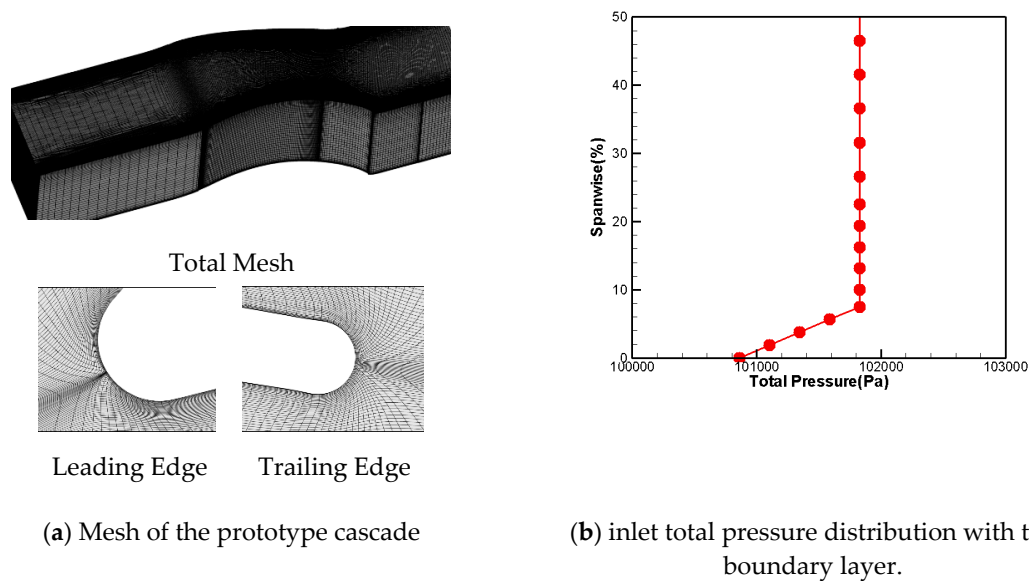 Total Mesh
Leading Edge
Trailing Edge
(a) Mesh of the prototype cascade
50
40
30
20
10
0
Spanwise(%)
100000
101000
102000
103000
Total Pressure(Pa)
(b) inlet total pressure distribution with t
boundary layer.